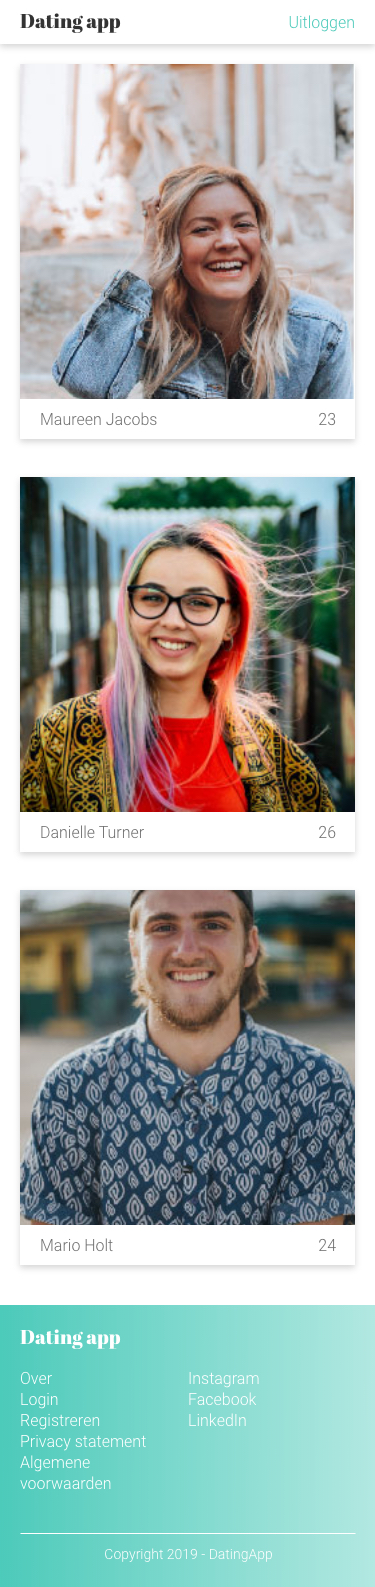 Dating app
Uitloggen
Maureen Jacobs 23
Danielle Turner 26
Mario Holt 24
Dating app
Over
Login
Registreren
Privacy statement
Algemene
voorwaarden
Instagram
Facebook
LinkedIn
Copyright 2019 - DatingApp